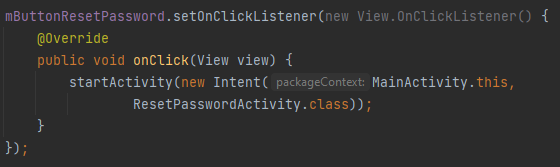 mButtonResetPassword.setOnClickListener(new View.OnClickListener() {
@Override
public void onClick(View view) {
startActivity(new Intent( packageContext: MainActivity.this,
ResetPasswordActivity.class));
}
});